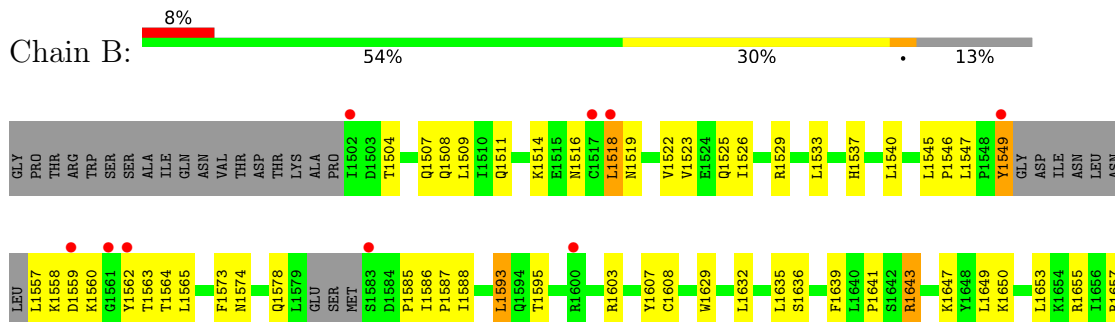 8%
Chain B:
54% 30% • 13%
GLY PRO THR ARG TRP SER SER ALA ILE GLN ASN VAL THR ASP THR LYS ALA PRO I1502 D1503 T1504 Q1507 Q1508 L1509 I1510 Q1511 K1514 E1515 N1516 C1517 L1518 N1519 V1522 V1523 E1524 Q1525 I1526 R1529 L1533 H1537 L1540 L1545 P1546 L1547 P1548 Y1549 GLY ASP ILE ASN LEU ASN
LEU L1557 K1558 D1559 K1560 G1561 Y1562 T1563 T1564 L1565 F1573 N1574 Q1578 L1579 GLU SER MET S1583 D1584 P1585 I1586 P1587 I1588 L1593 Q1594 T1595 R1600 R1603 Y1607 C1608 W1629 L1632 L1635 S1636 F1639 L1640 P1641 S1642 R1643 K1647 Y1648 L1649 K1650 L1653 K1654 R1655 I1656